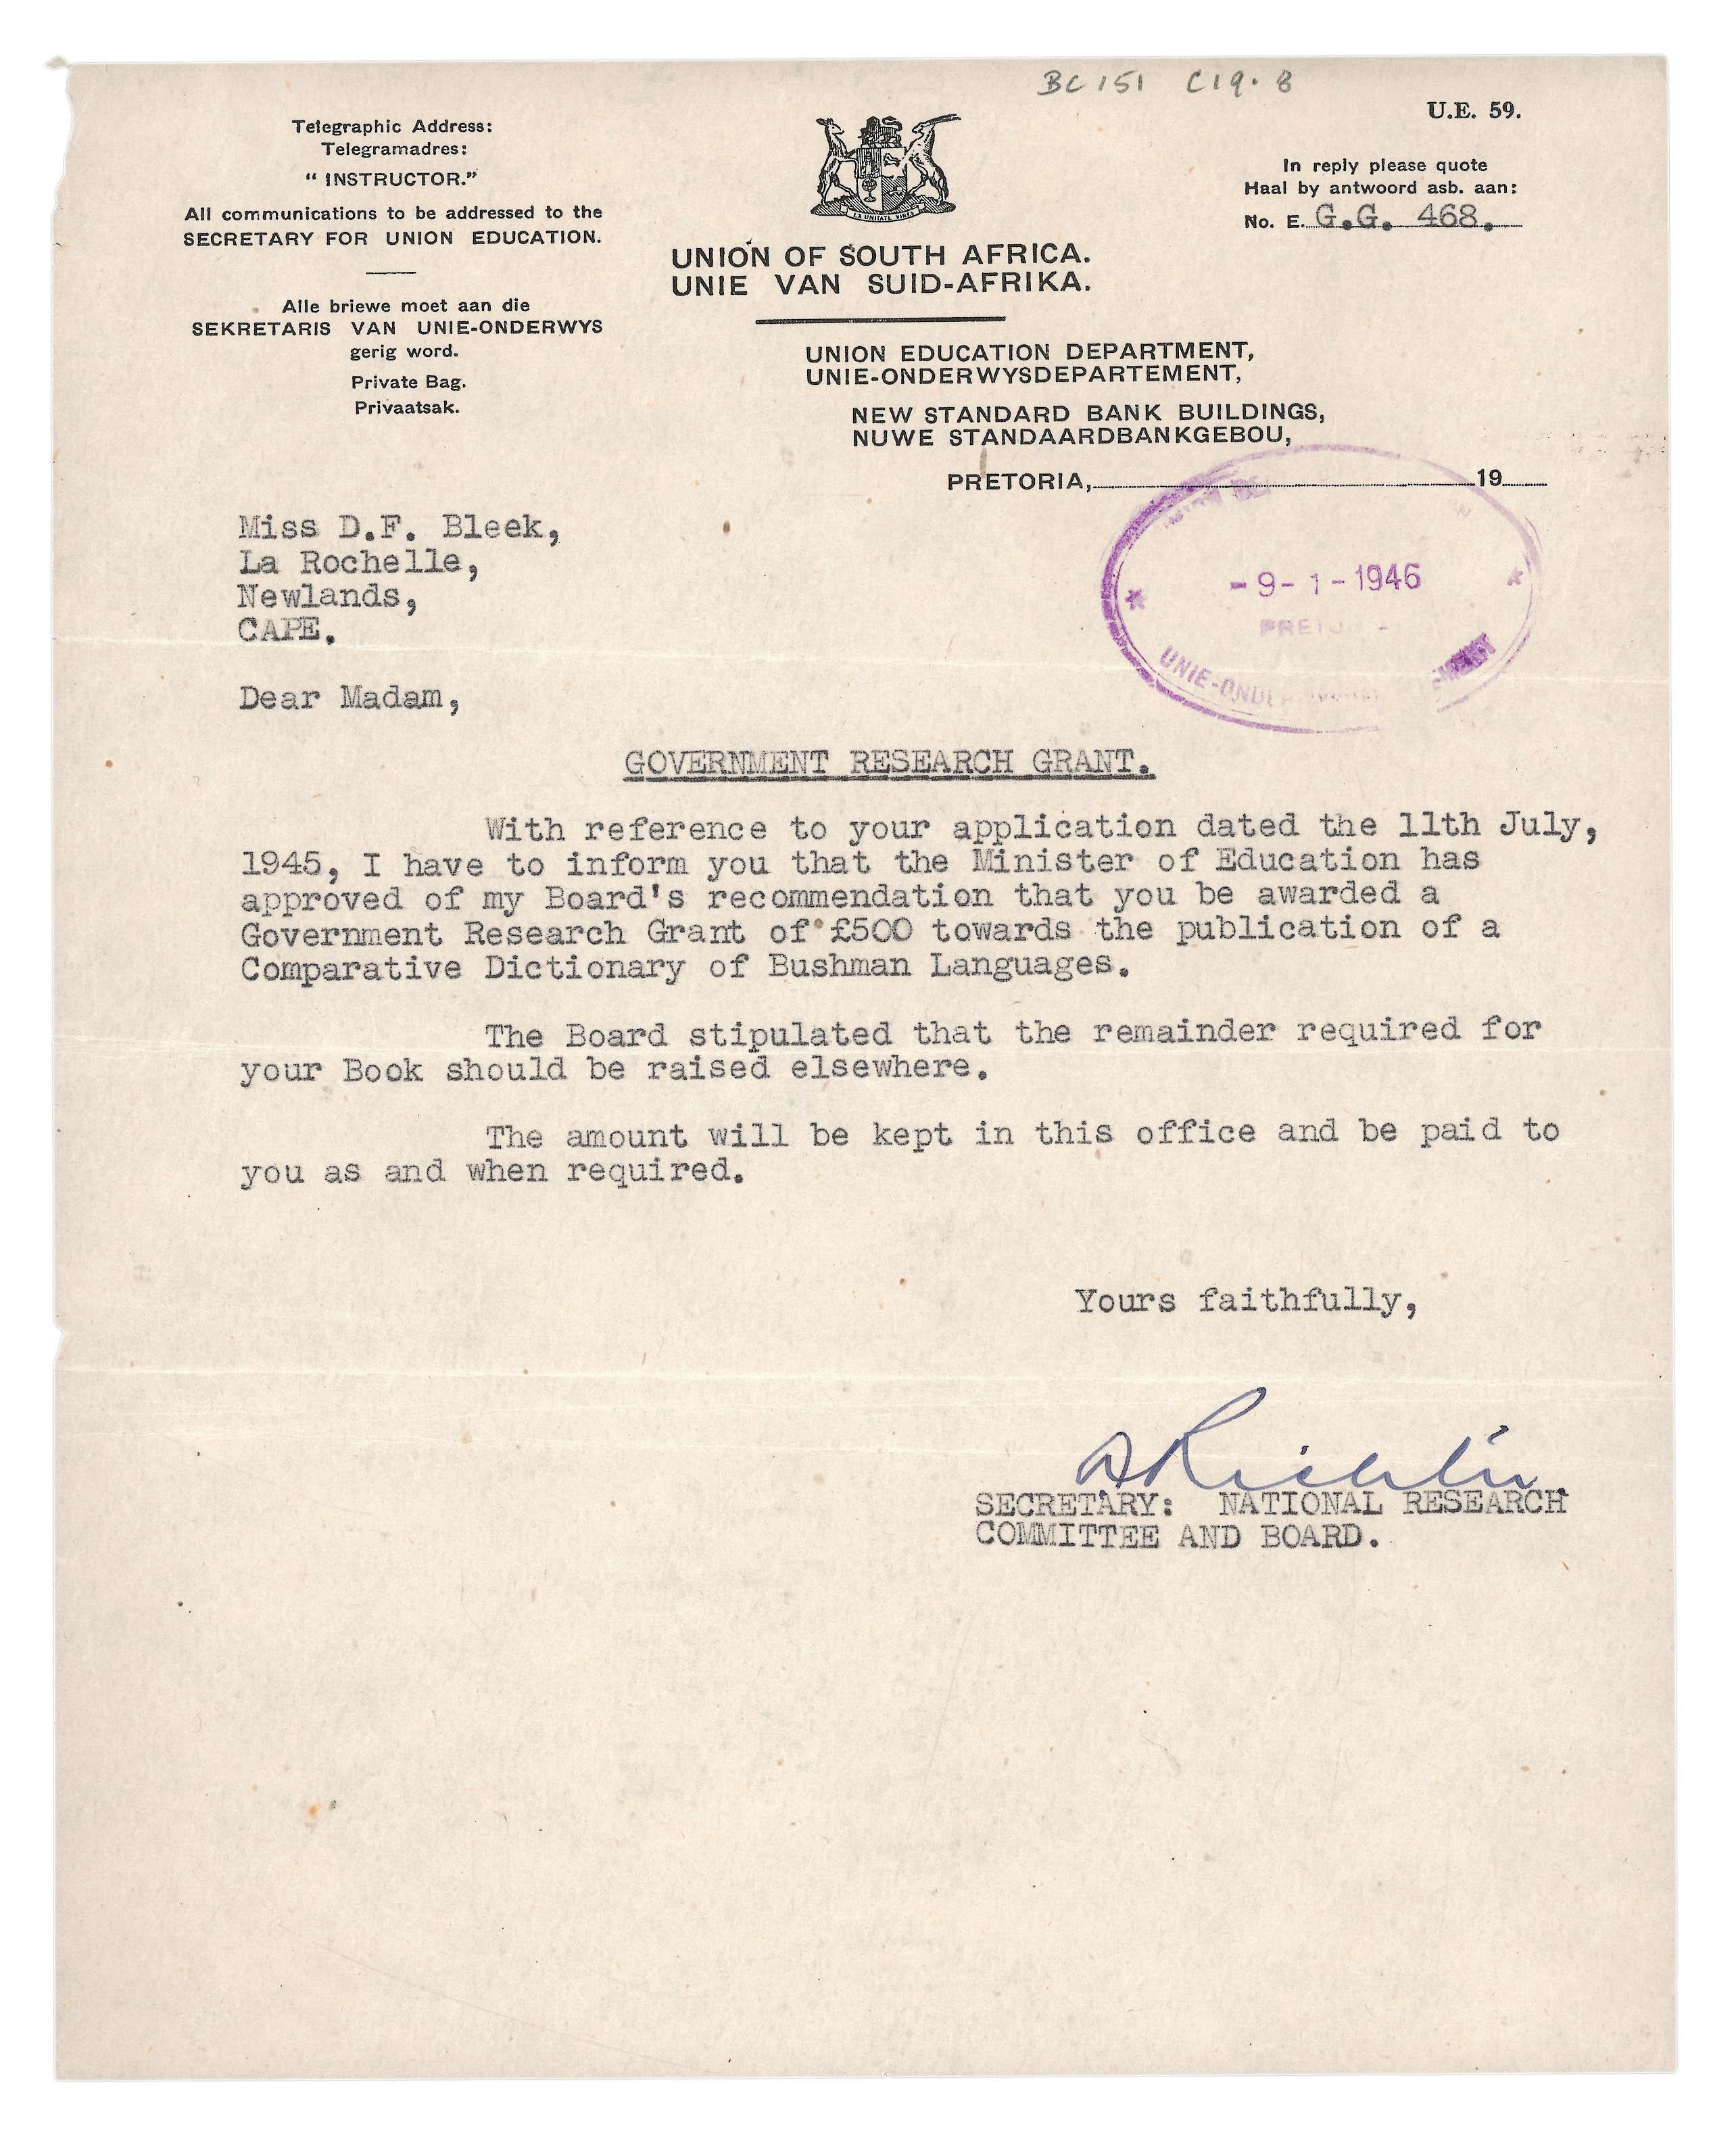 BC 151 C19.8
U.E. 59.
Telegraphic Address:
Telegramadres:
“ INSTRUCTOR.”
All communications to be addressed to the
SECRETARY FOR UNION EDUCATION.
Alle briewe moet aan die
SEKRETARIS VAN UNIE-ONDERWYS
gerig word.
Private Bag.
Privaatsak.
In reply please quote
Haal by antwoord asb. aan:
No. E. G.G. 468.
UNION OF SOUTH AFRICA.
UNIE VAN SUID-AFRIKA.
UNION EDUCATION DEPARTMENT,
UNIE-ONDERWYSDEPARTEMENT,
NEW STANDARD BANK BUILDINGS,
NUWE STANDAARDBANKGEBOU,
PRETORIA, 19
-9-1-1946
Miss D.F. Bleek,
La Rochelle,
Newlands,
CAPE.
Dear Madam,
GOVERNMENT RESEARCH GRANT.
With reference to your application dated the 11th July,
1945, I have to inform you that the Minister of Education has
approved of my Board's recommendation that you be awarded a
Government Research Grant of £500 towards the publication of a
Comparative Dictionary of Bushman Languages.
The Board stipulated that the remainder required for
your Book should be raised elsewhere.
The amount will be kept in this office and be paid to
you as and when required.
Yours faithfully,
SECRETARY: NATIONAL RESEARCH
COMMITTEE AND BOARD.